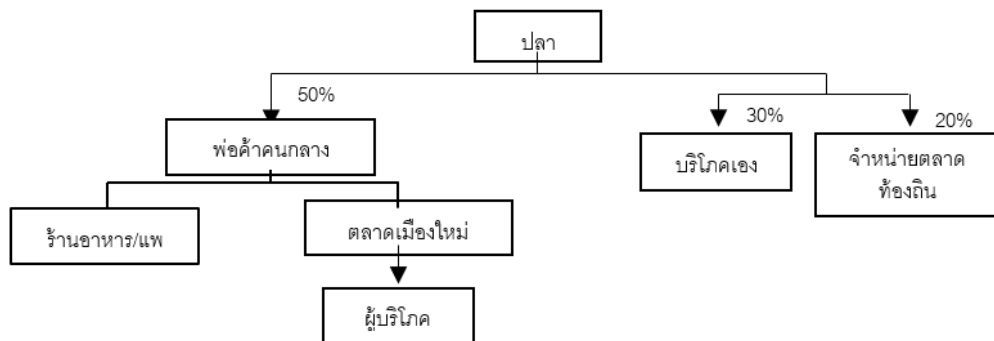 ปลา
50%
30%
20%
พ่อค้าคนกลาง
บริโภคเอง
จำหน่ายตลาด
ท้องถิน
ร้านอาหาร/แพ
ตลาดเมืองใหม่
ผู้บริโภค